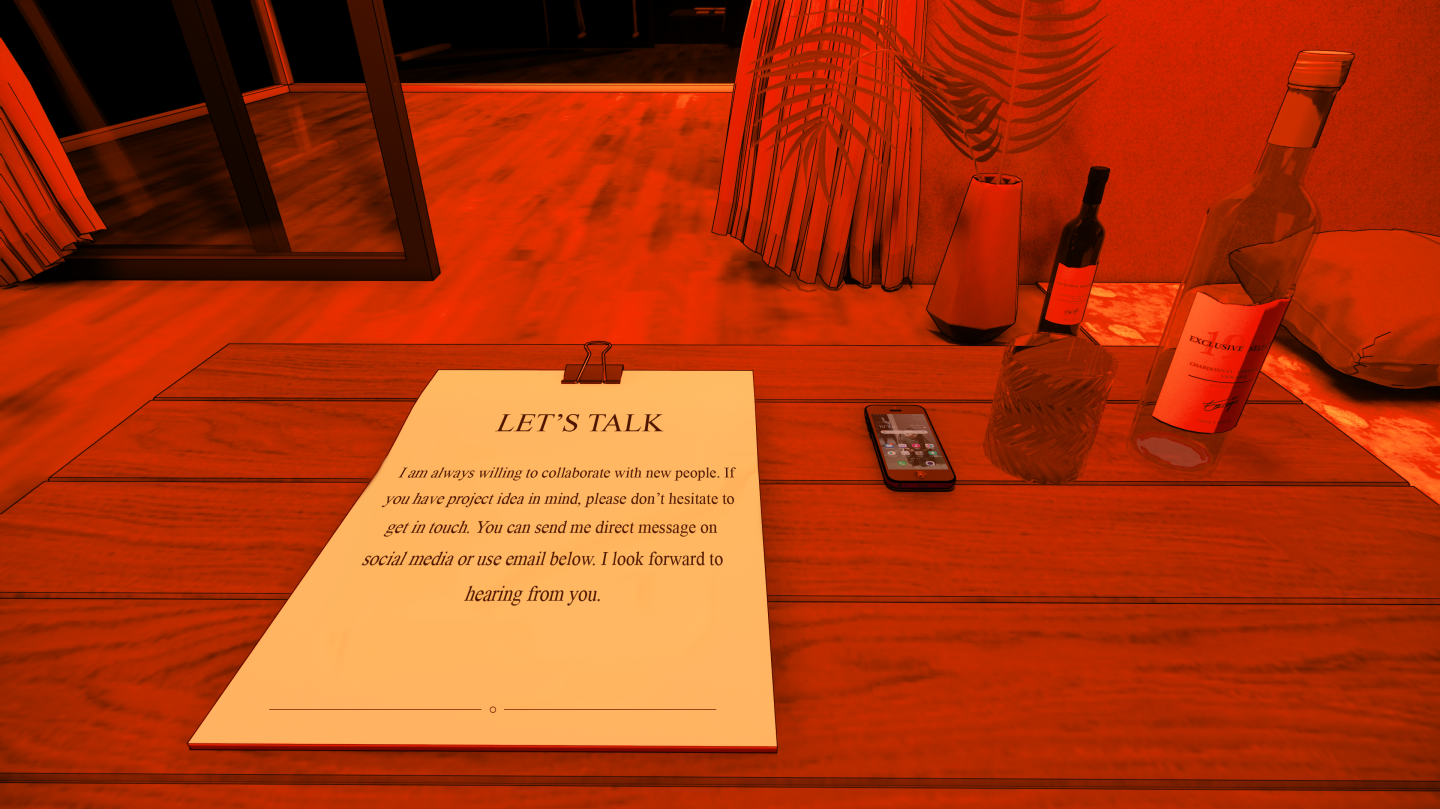 LET’S TALK
I am always willing to collaborate with new people. If
you have project idea in mind, please don’t hesitate to
get in touch. You can send me direct message on
social media or use email below. I look forward to
hearing from you.
EXCLUSIVE